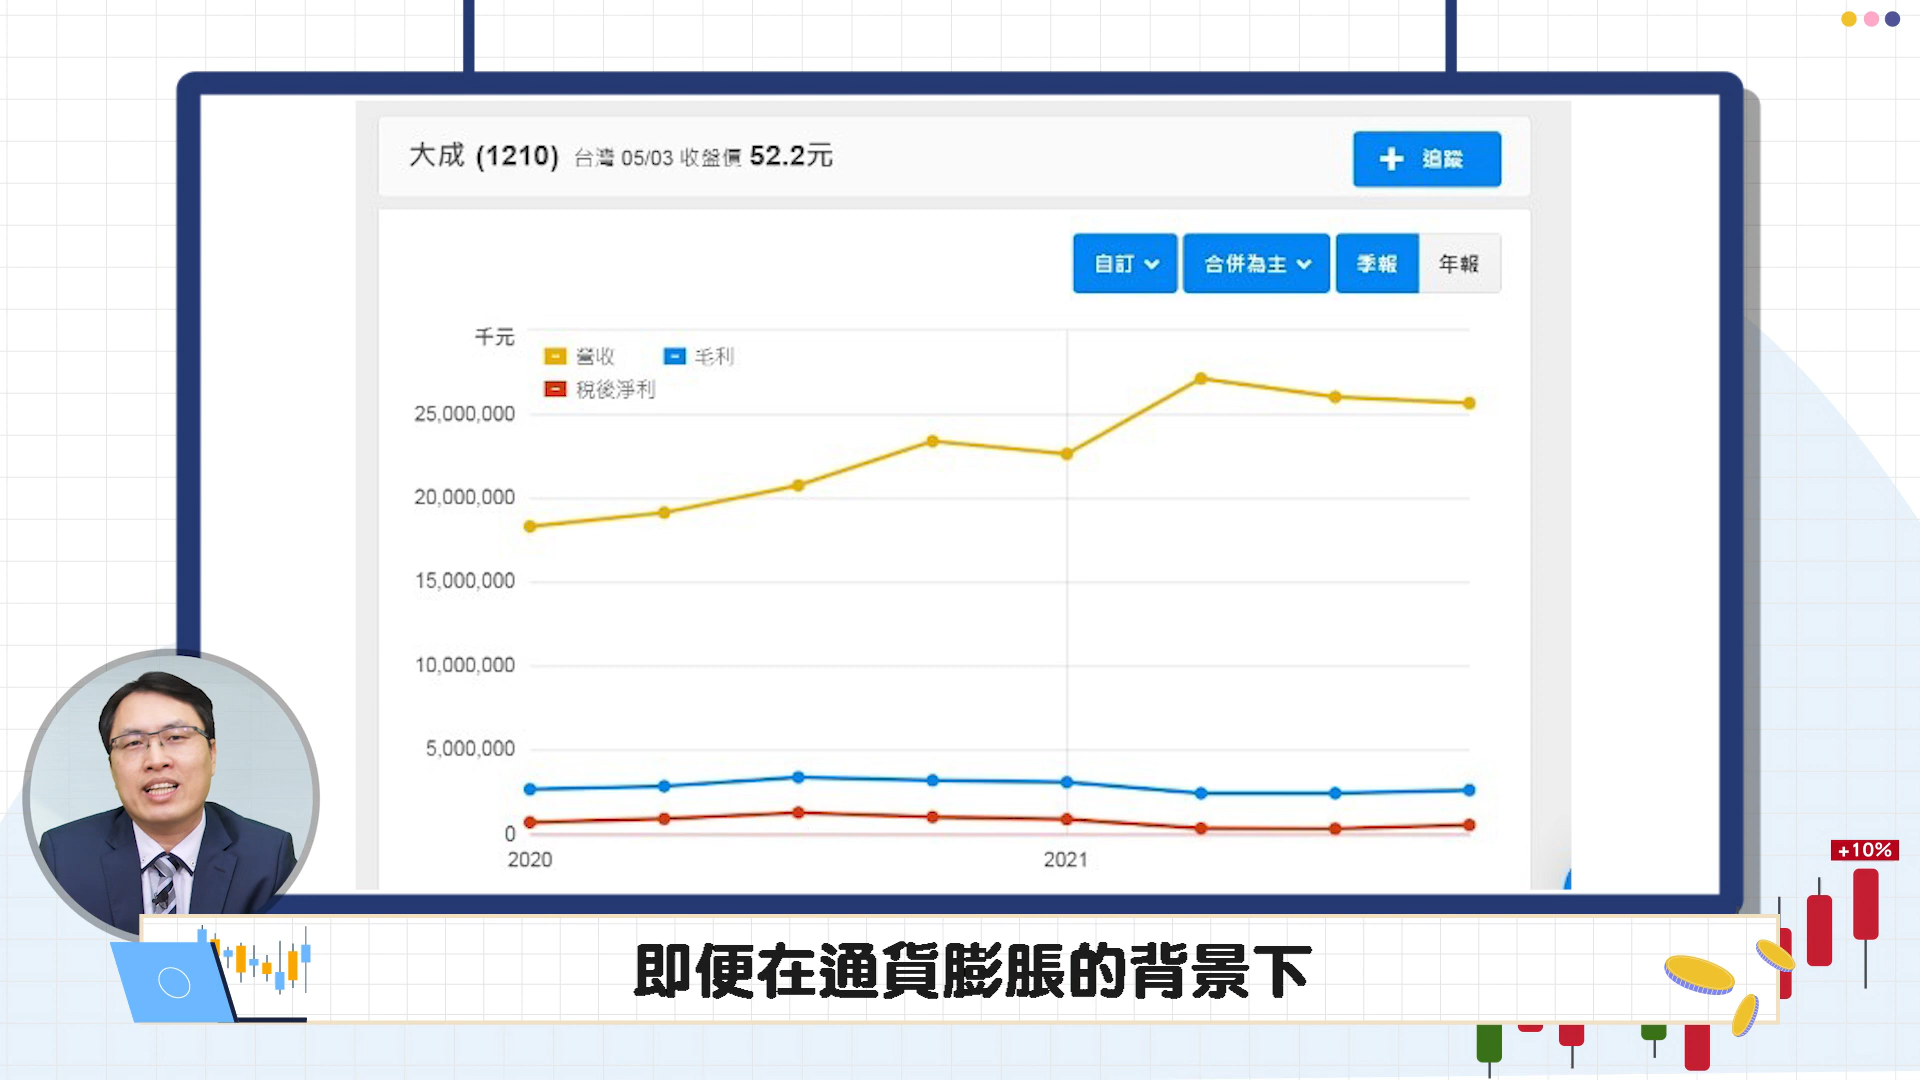 大成 (1210) 台灣 05/03 收盤價 52.2元
+ 追蹤
自訂 合併為主 季報 年報
千元
營收 毛利
稅後淨利
25,000,000
20,000,000
15,000,000
10,000,000
5,000,000
0
2020 2021
+10%
即便在通貨膨脹的背景下